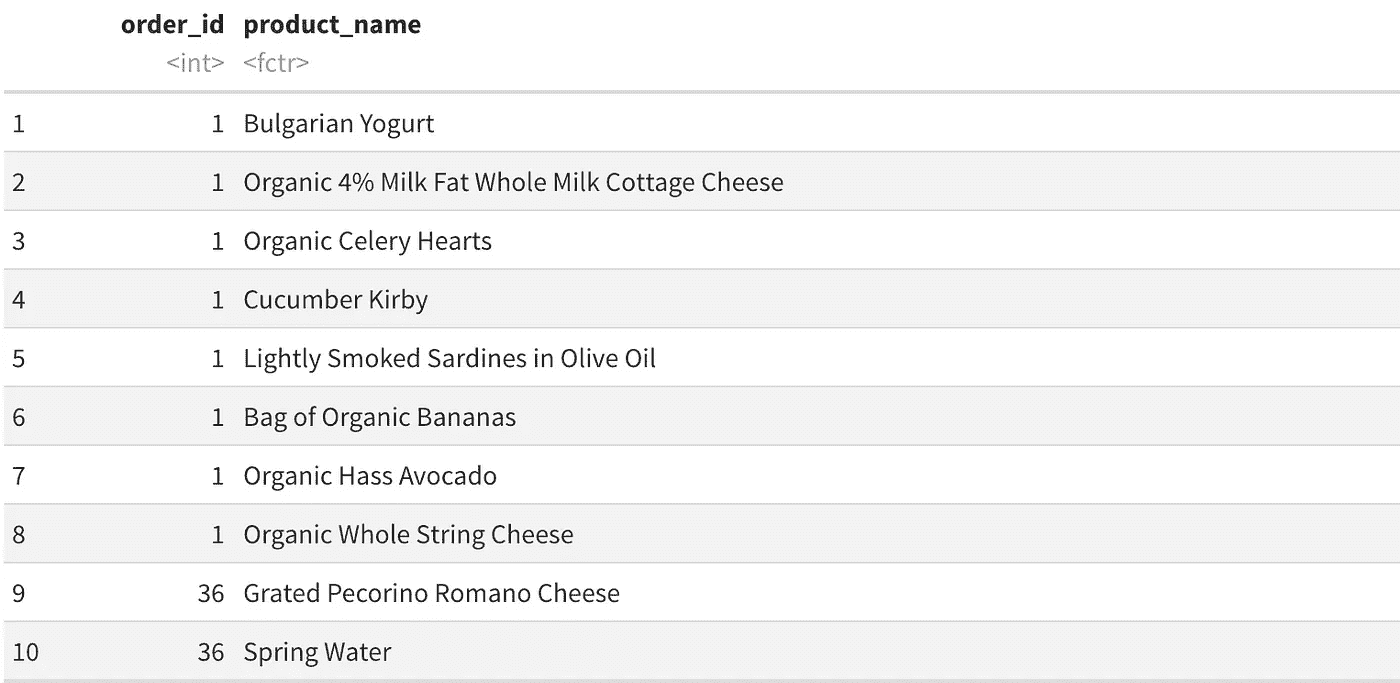 order_id product_name
<int> <fctr>
1 1 Bulgarian Yogurt
2 1 Organic 4% Milk Fat Whole Milk Cottage Cheese
3 1 Organic Celery Hearts
4 1 Cucumber Kirby
5 1 Lightly Smoked Sardines in Olive Oil
6 1 Bag of Organic Bananas
7 1 Organic Hass Avocado
8 1 Organic Whole String Cheese
9 36 Grated Pecorino Romano Cheese
10 36 Spring Water